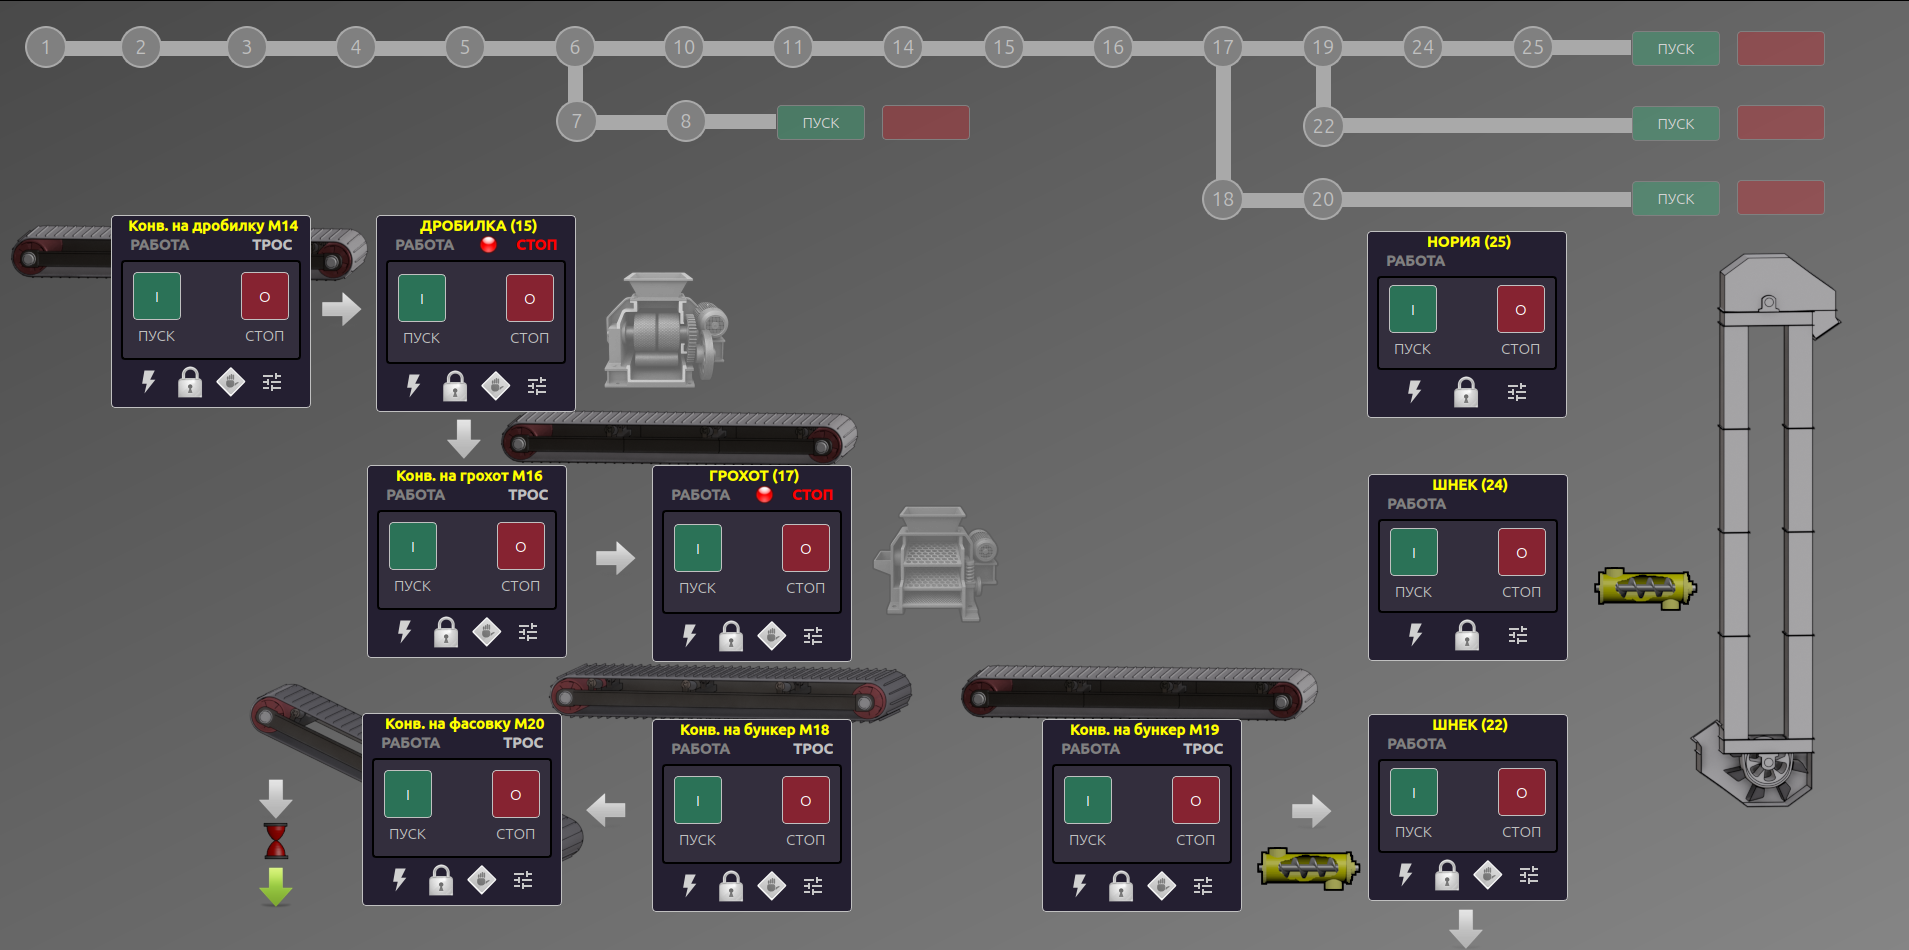 1 2 3 4 5 6 10 11 14 15 16 17 19 24 25 ПУСК
7 8 ПУСК 22 ПУСК
18 20 ПУСК
Конв. на дробилку М14
РАБОТА ТРОС
I O
ПУСК СТОП
ДРОБИЛКА (15)
РАБОТА СТОП
I O
ПУСК СТОП
НОРИЯ (25)
РАБОТА
I O
ПУСК СТОП
Конв. на грохот М16
РАБОТА ТРОС
I O
ПУСК СТОП
ГРОХОТ (17)
РАБОТА СТОП
I O
ПУСК СТОП
ШНЕК (24)
РАБОТА
I O
ПУСК СТОП
Конв. на фасовку М20
РАБОТА ТРОС
I O
ПУСК СТОП
Конв. на бункер М18
РАБОТА ТРОС
I O
ПУСК СТОП
Конв. на бункер М19
РАБОТА ТРОС
I O
ПУСК СТОП
ШНЕК (22)
РАБОТА
I O
ПУСК СТОП